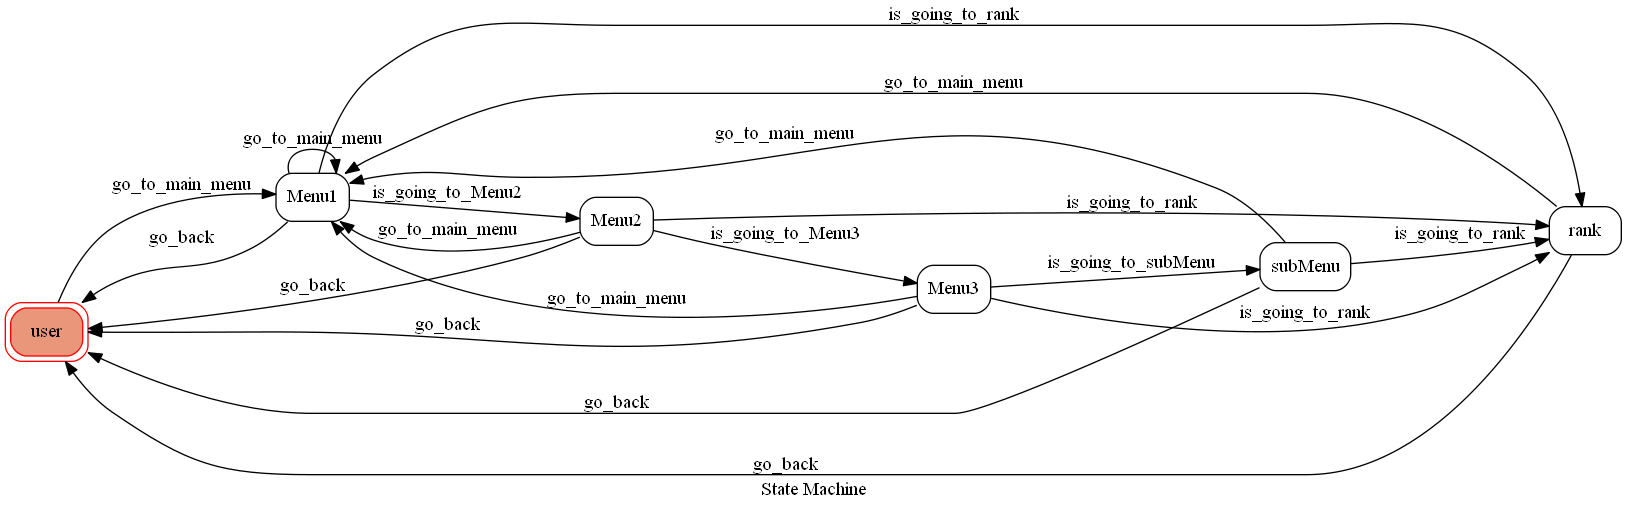 is_going_to_rank
go_to_main_menu
go_to_main_menu
go_to_main_menu
go_to_main_menu
is_going_to_Menu2
Menu1
is_going_to_rank
Menu2
go_to_main_menu
is_going_to_Menu3
is_going_to_rank
rank
go_back
is_going_to_subMenu
subMenu
go_back
Menu3
go_to_main_menu
is_going_to_rank
user
go_back
go_back
go_back
State Machine